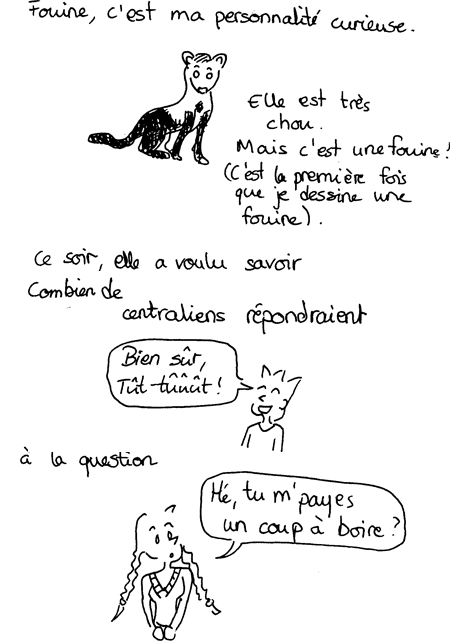 Fouine, c'est ma personnalité curieuse.
Elle est très
chou.
Mais c'est une fouine !
(C'est la première fois
que je dessine une
fouine).
Ce soir, elle a voulu savoir
Combien de
centraliens répondraient
Bien sûr,
Tût-tûûût !
à la question
Hé, tu m'payes
un coup à boire ?